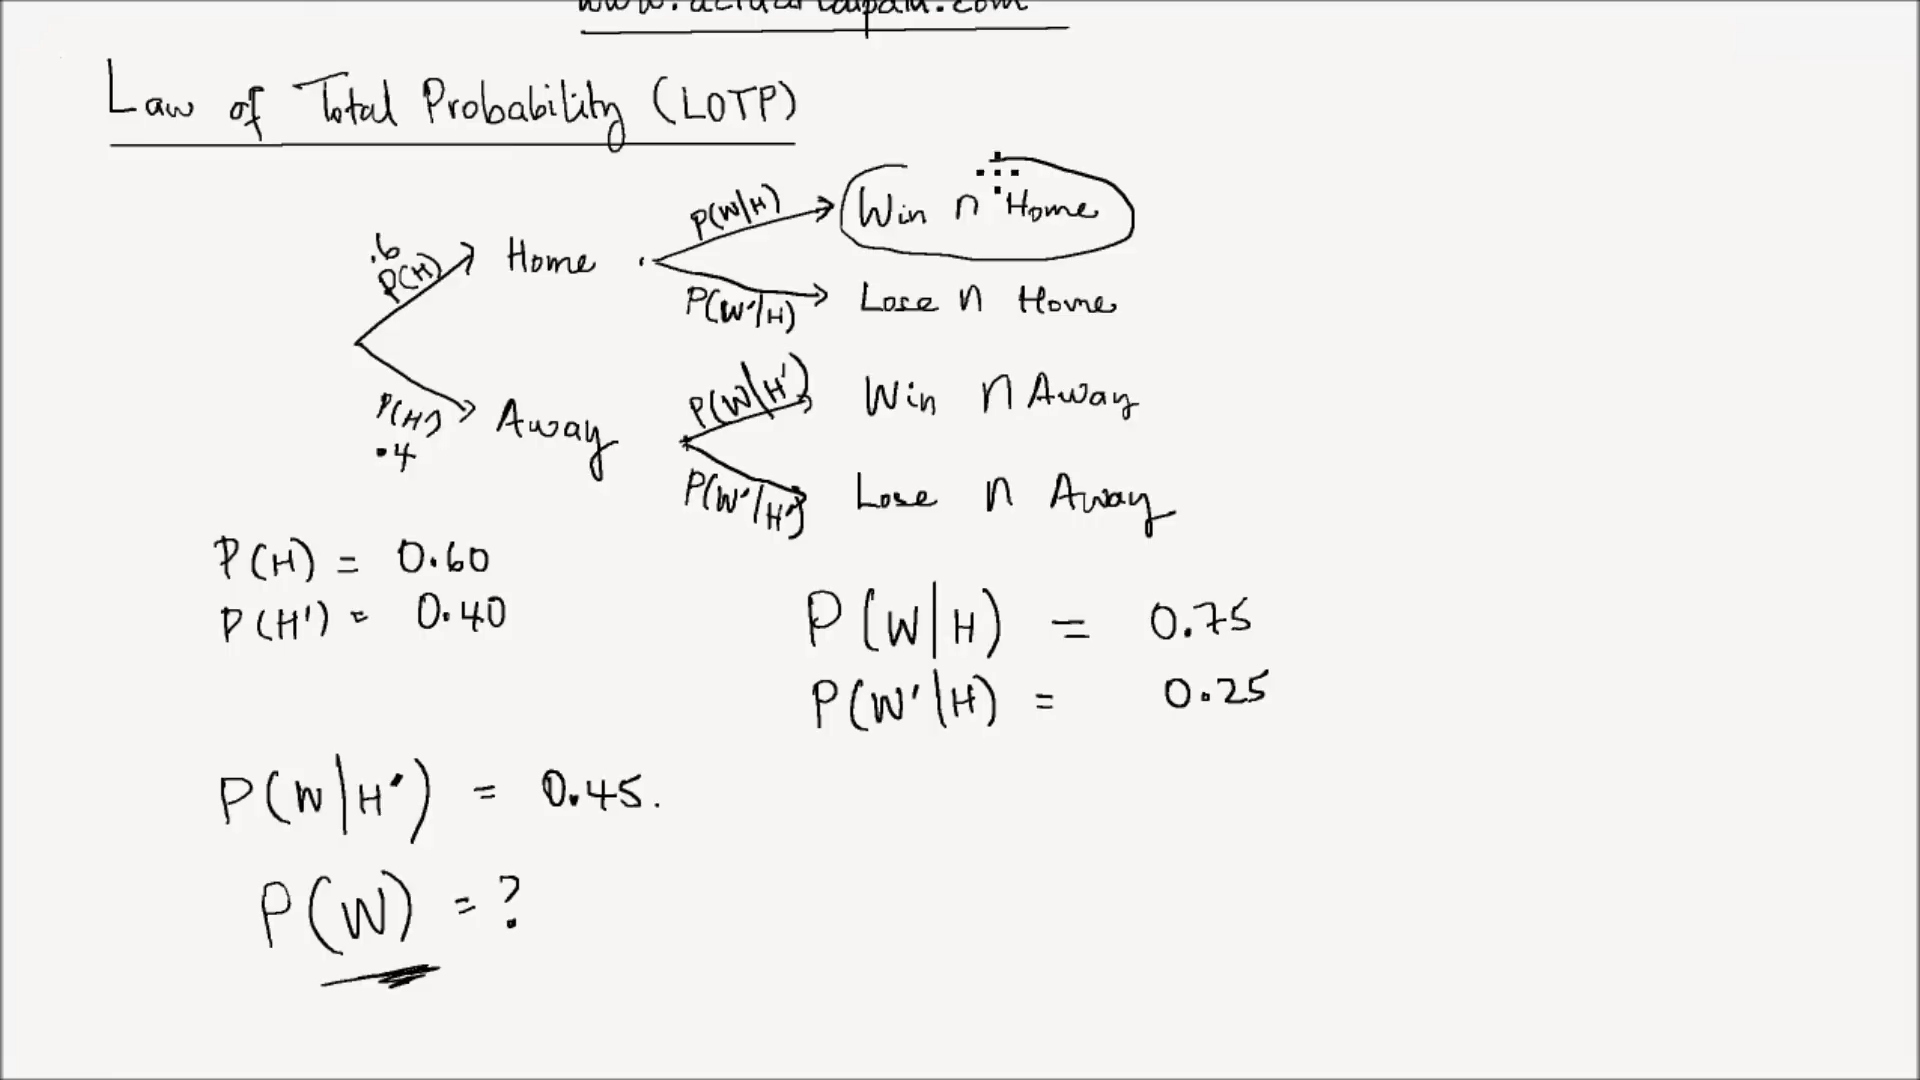 Law of Total Probability (LOTP)
P(W|H)
Win ∩ Home
.6
P(H)
Home
P(W'|H)
Lose ∩ Home
P(W|H')
Win ∩ Away
P(H')
.4
Away
P(W'|H')
Lose ∩ Away
P(H) = 0.60
P(H') = 0.40
P(W|H) = 0.75
P(W'|H) = 0.25
P(W|H') = 0.45.
P(W) = ?